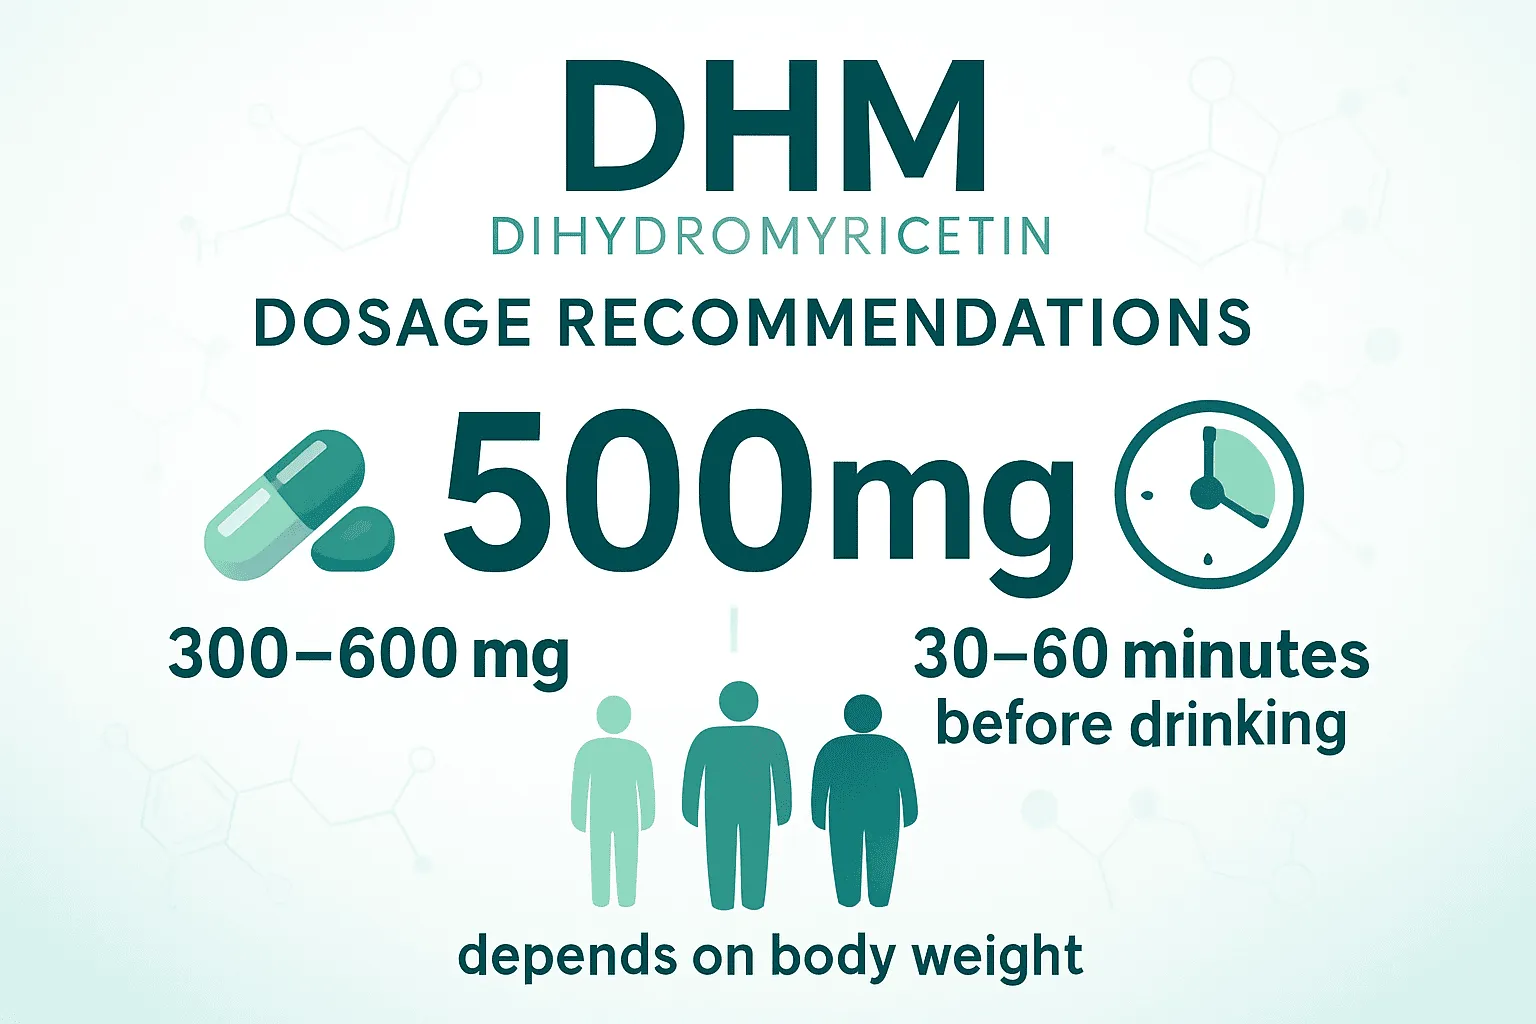 DHM
DIHYDROMYRICETIN
DOSAGE RECOMMENDATIONS
500mg
300–600 mg
30–60 minutes
before drinking
depends on body weight